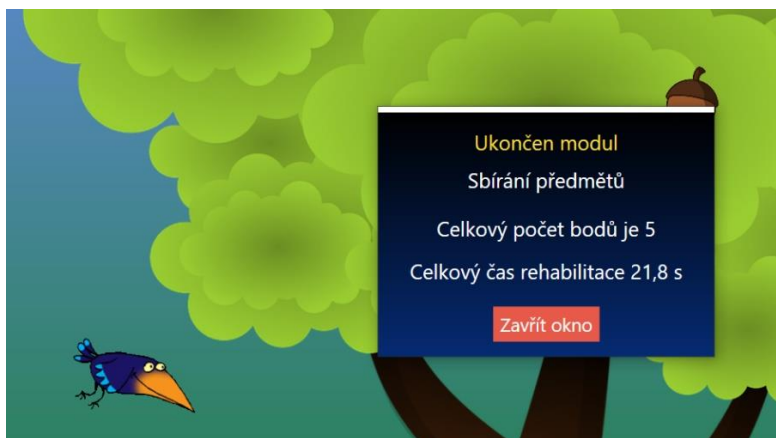 Ukončen modul
Sbírání předmětů
Celkový počet bodů je 5
Celkový čas rehabilitace 21,8 s
Zavřít okno